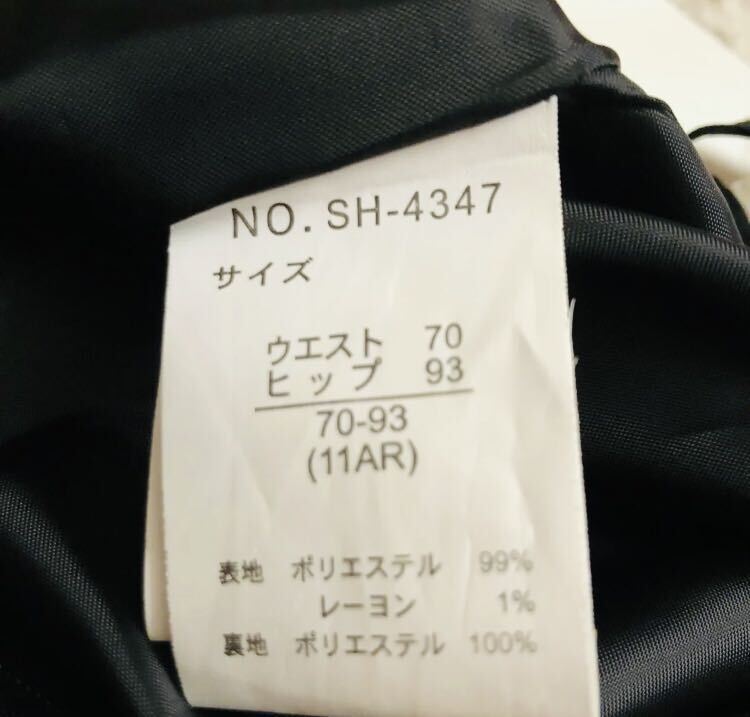 NO. SH-4347
サイズ
ウエスト 70
ヒップ 93
70-93
(11AR)
表地 ポリエステル 99%
レーヨン 1%
裏地 ポリエステル 100%